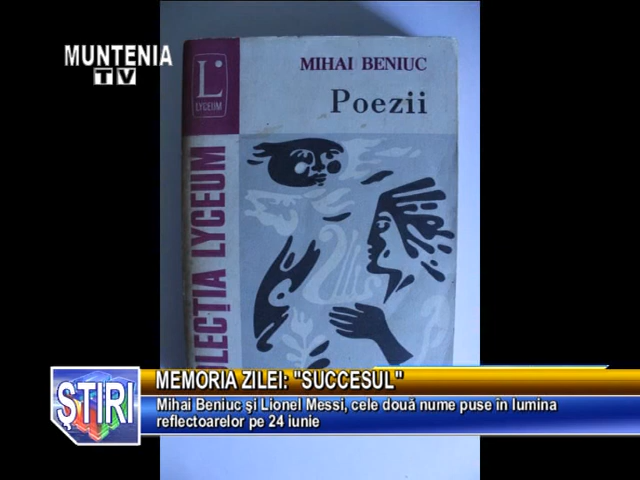 MUNTENIA
TV
L
LYCEUM
MIHAI BENIUC
Poezii
LECȚIA LYCEUM
ȘTIRI
MEMORIA ZILEI: "SUCCESUL"
Mihai Beniuc şi Lionel Messi, cele două nume puse in lumina
reflectoarelor pe 24 iunie